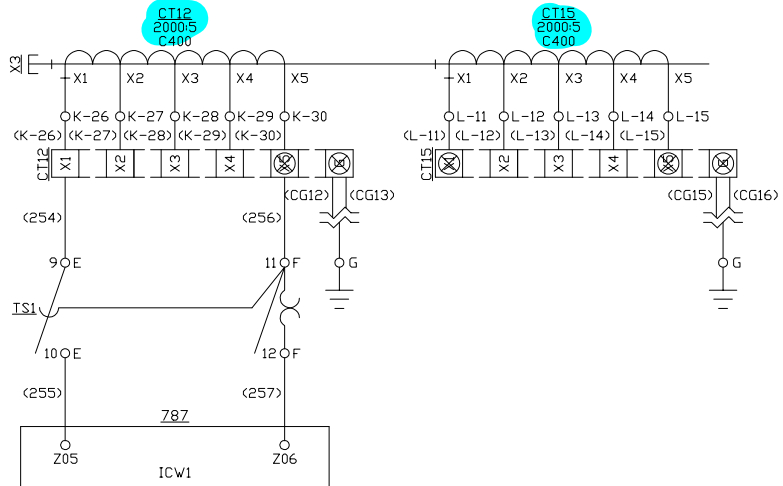 CT12
2000:5
C400
CT15
2000:5
C400
X3
X1 X2 X3 X4 X5
X1 X2 X3 X4 X5
K-26 K-27 K-28 K-29 K-30
L-11 L-12 L-13 L-14 L-15
(K-26) (K-27) (K-28) (K-29) (K-30)
(L-11) (L-12) (L-13) (L-14) (L-15)
CT12 X1 X2 X3 X4 X5 G
CT15 X1 X2 X3 X4 X5 G
(CG12) (CG13)
(CG15) (CG16)
(254) (256)
9 E 11 F G
G
TS1
10 E 12 F
(255) (257)
787
Z05 Z06
ICW1